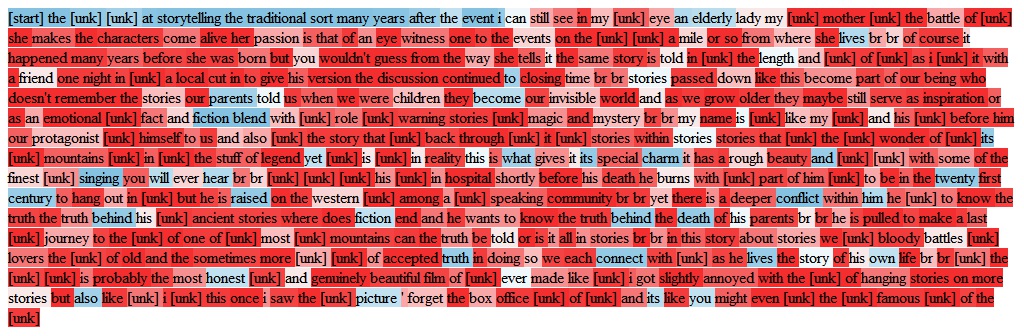 [start] the [unk] [unk] at storytelling the traditional sort many years after the event i can still see in my [unk] eye an elderly lady my [unk] mother [unk] the battle of [unk]
she makes the characters come alive her passion is that of an eye witness one to the events on the [unk] [unk] a mile or so from where she lives br br of course it
happened many years before she was born but you wouldn't guess from the way she tells it the same story is told in [unk] the length and [unk] of [unk] as i [unk] it with
a friend one night in [unk] a local cut in to give his version the discussion continued to closing time br br stories passed down like this become part of our being who
doesn't remember the stories our parents told us when we were children they become our invisible world and as we grow older they maybe still serve as inspiration or
as an emotional [unk] fact and fiction blend with [unk] role [unk] warning stories [unk] magic and mystery br br my name is [unk] like my [unk] and his [unk] before him
our protagonist [unk] himself to us and also [unk] the story that [unk] back through [unk] it [unk] stories within stories stories that [unk] the [unk] wonder of [unk] its
[unk] mountains [unk] in [unk] the stuff of legend yet [unk] is [unk] in reality this is what gives it its special charm it has a rough beauty and [unk] [unk] with some of the
finest [unk] singing you will ever hear br br [unk] [unk] [unk] his [unk] in hospital shortly before his death he burns with [unk] part of him [unk] to be in the twenty first
century to hang out in [unk] but he is raised on the western [unk] among a [unk] speaking community br br yet there is a deeper conflict within him he [unk] to know the
truth the truth behind his [unk] ancient stories where does fiction end and he wants to know the truth behind the death of his parents br br he is pulled to make a last
[unk] journey to the [unk] of one of [unk] most [unk] mountains can the truth be told or is it all in stories br br in this story about stories we [unk] bloody battles [unk]
lovers the [unk] of old and the sometimes more [unk] [unk] of accepted truth in doing so we each connect with [unk] as he lives the story of his own life br br [unk] the
[unk] [unk] is probably the most honest [unk] and genuinely beautiful film of [unk] ever made like [unk] i got slightly annoyed with the [unk] of hanging stories on more
stories but also like [unk] i [unk] this once i saw the [unk] picture ' forget the box office [unk] of [unk] and its like you might even [unk] the [unk] famous [unk] of the
[unk]